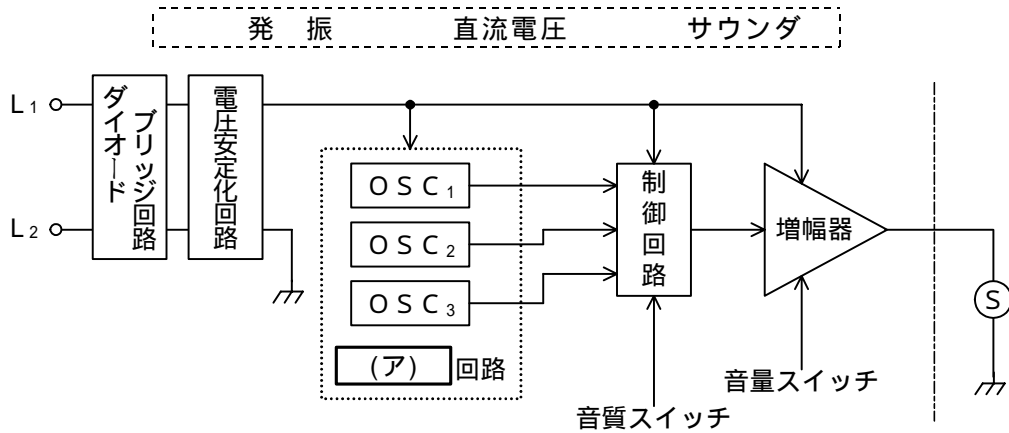 発 振 直流電圧 サウンダ
L₁
L₂
ダイオード
ブリッジ回路
電圧安定化回路
OSC₁
OSC₂
OSC₃
(ア) 回路
制御回路
増幅器
S
音質スイッチ
音量スイッチ